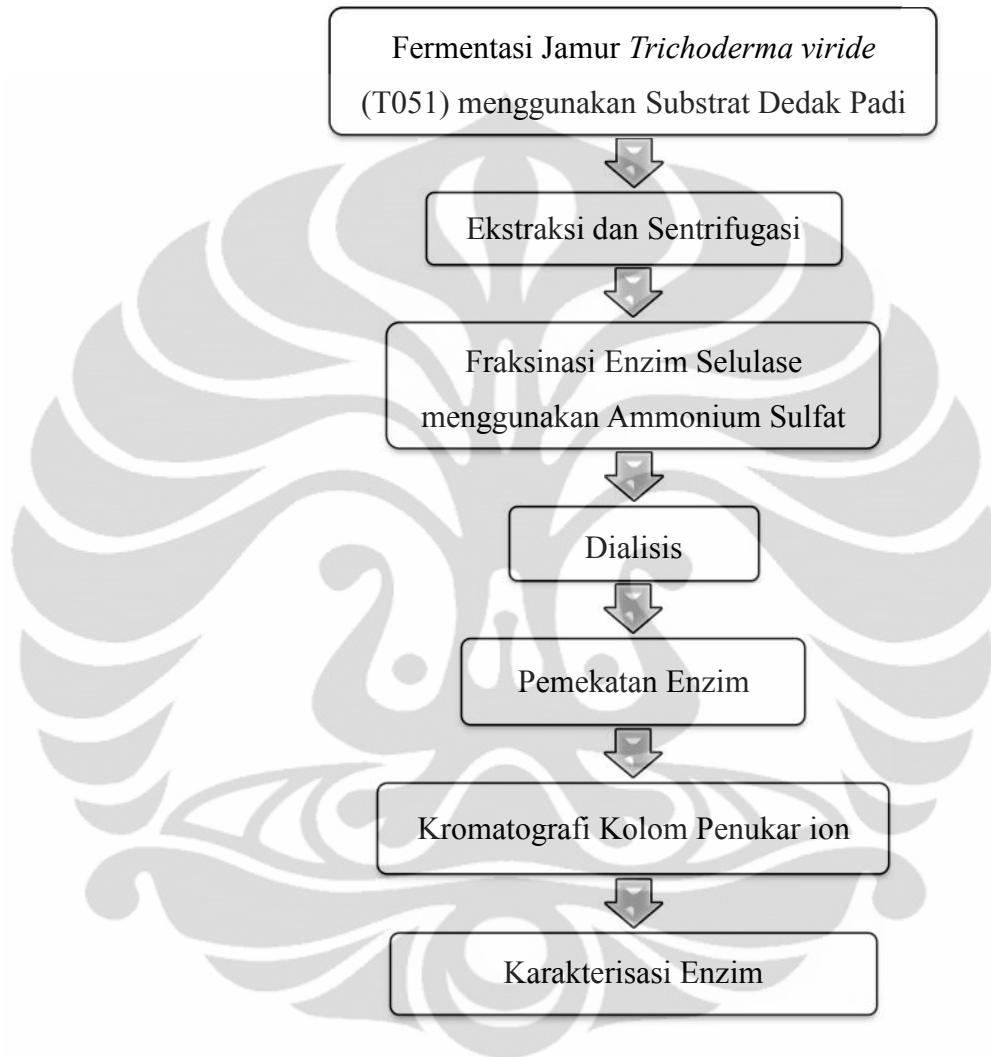 Fermentasi Jamur Trichoderma viride
(T051) menggunakan Substrat Dedak Padi
Ekstraksi dan Sentrifugasi
Fraksinasi Enzim Selulase
menggunakan Ammonium Sulfat
Dialisis
Pemekatan Enzim
Kromatografi Kolom Penukar ion
Karakterisasi Enzim